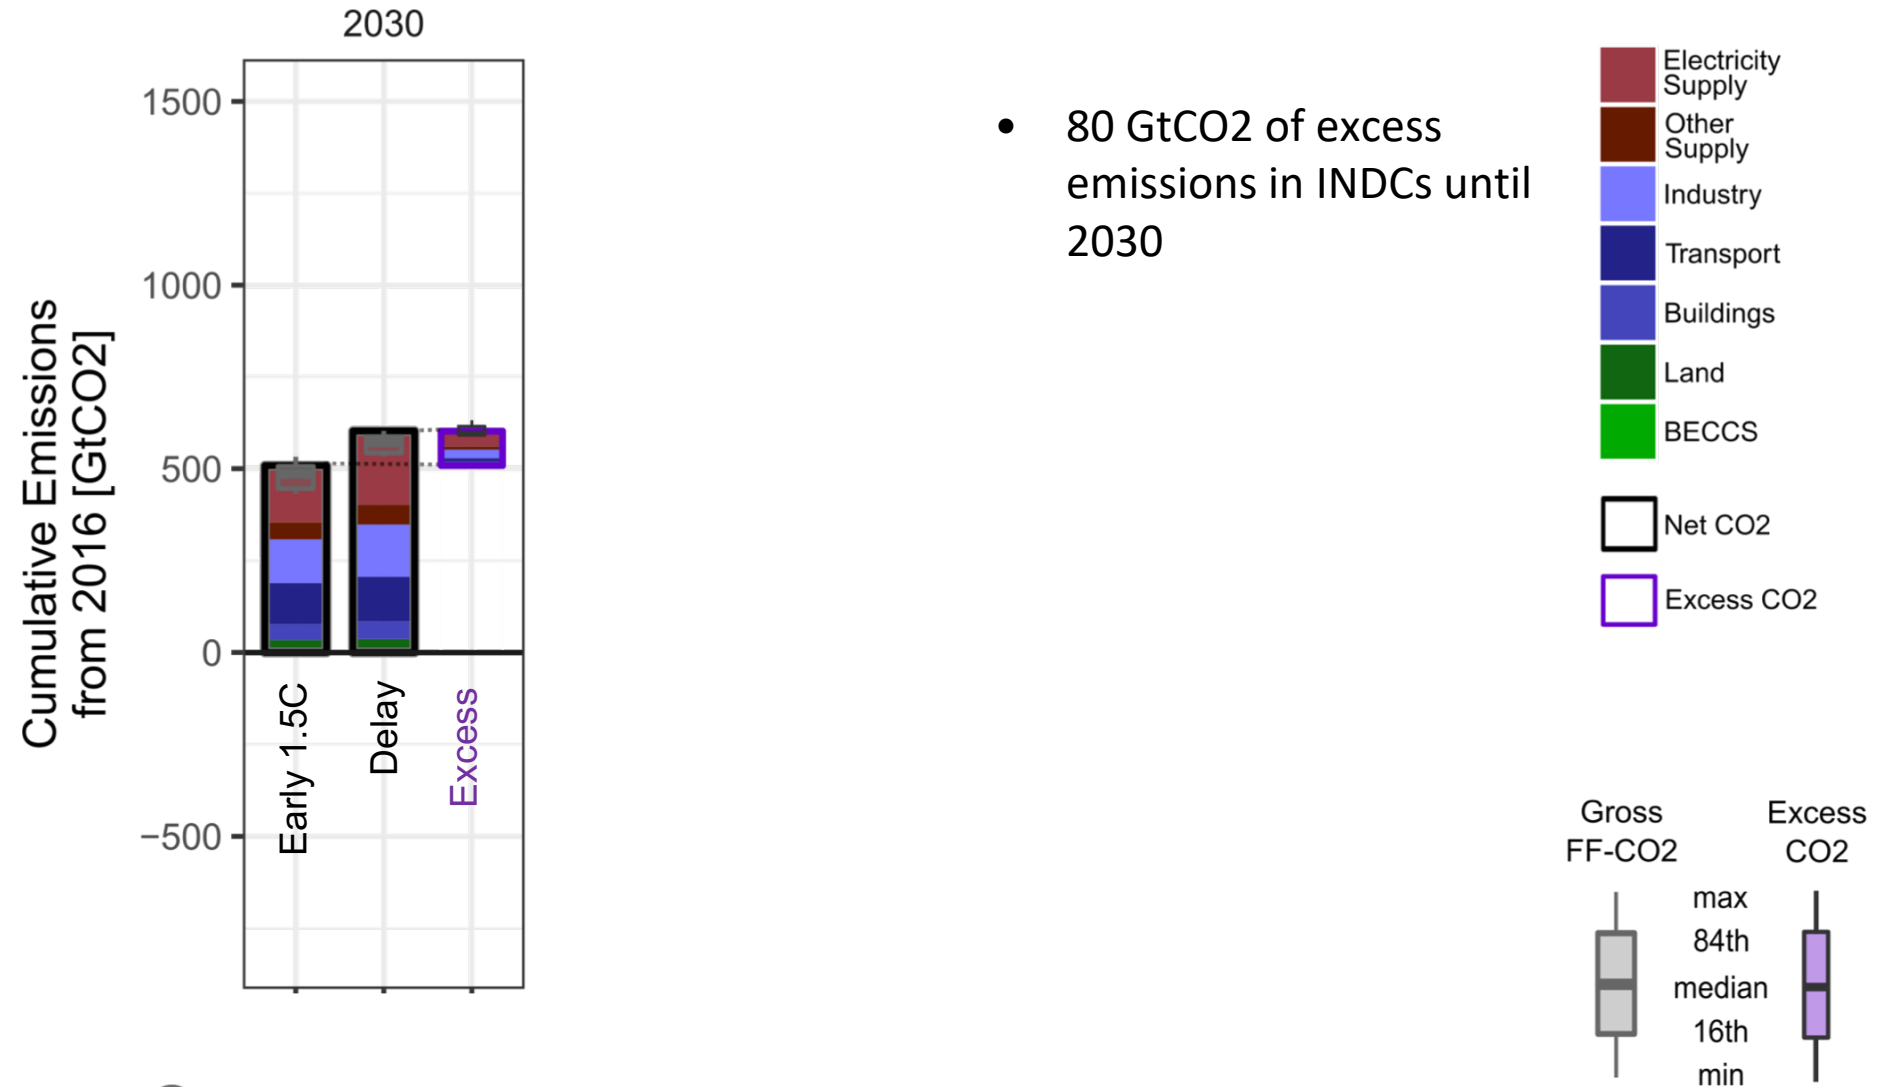 2030
1500
1000
500
0
−500
Cumulative Emissions
from 2016 [GtCO2]
Early 1.5C
Delay
Excess
• 80 GtCO2 of excess
emissions in INDCs until
2030
Electricity
Supply
Other
Supply
Industry
Transport
Buildings
Land
BECCS
Net CO2
Excess CO2
Gross
FF-CO2
Excess
CO2
max
84th
median
16th
min